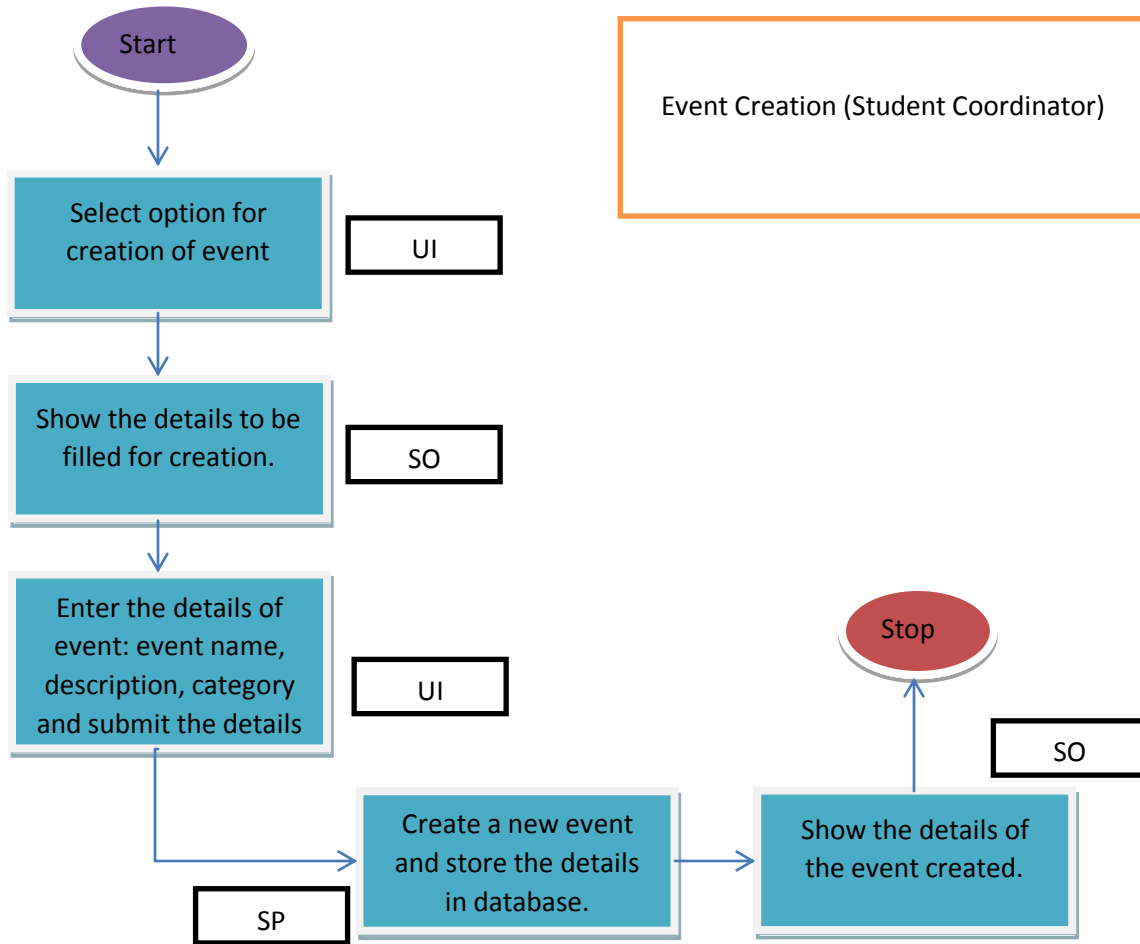 Start
Event Creation (Student Coordinator)
Select option for
creation of event
UI
Show the details to be
filled for creation.
SO
Enter the details of
event: event name,
description, category
and submit the details
UI
Create a new event
and store the details
in database.
SP
Show the details of
the event created.
SO
Stop